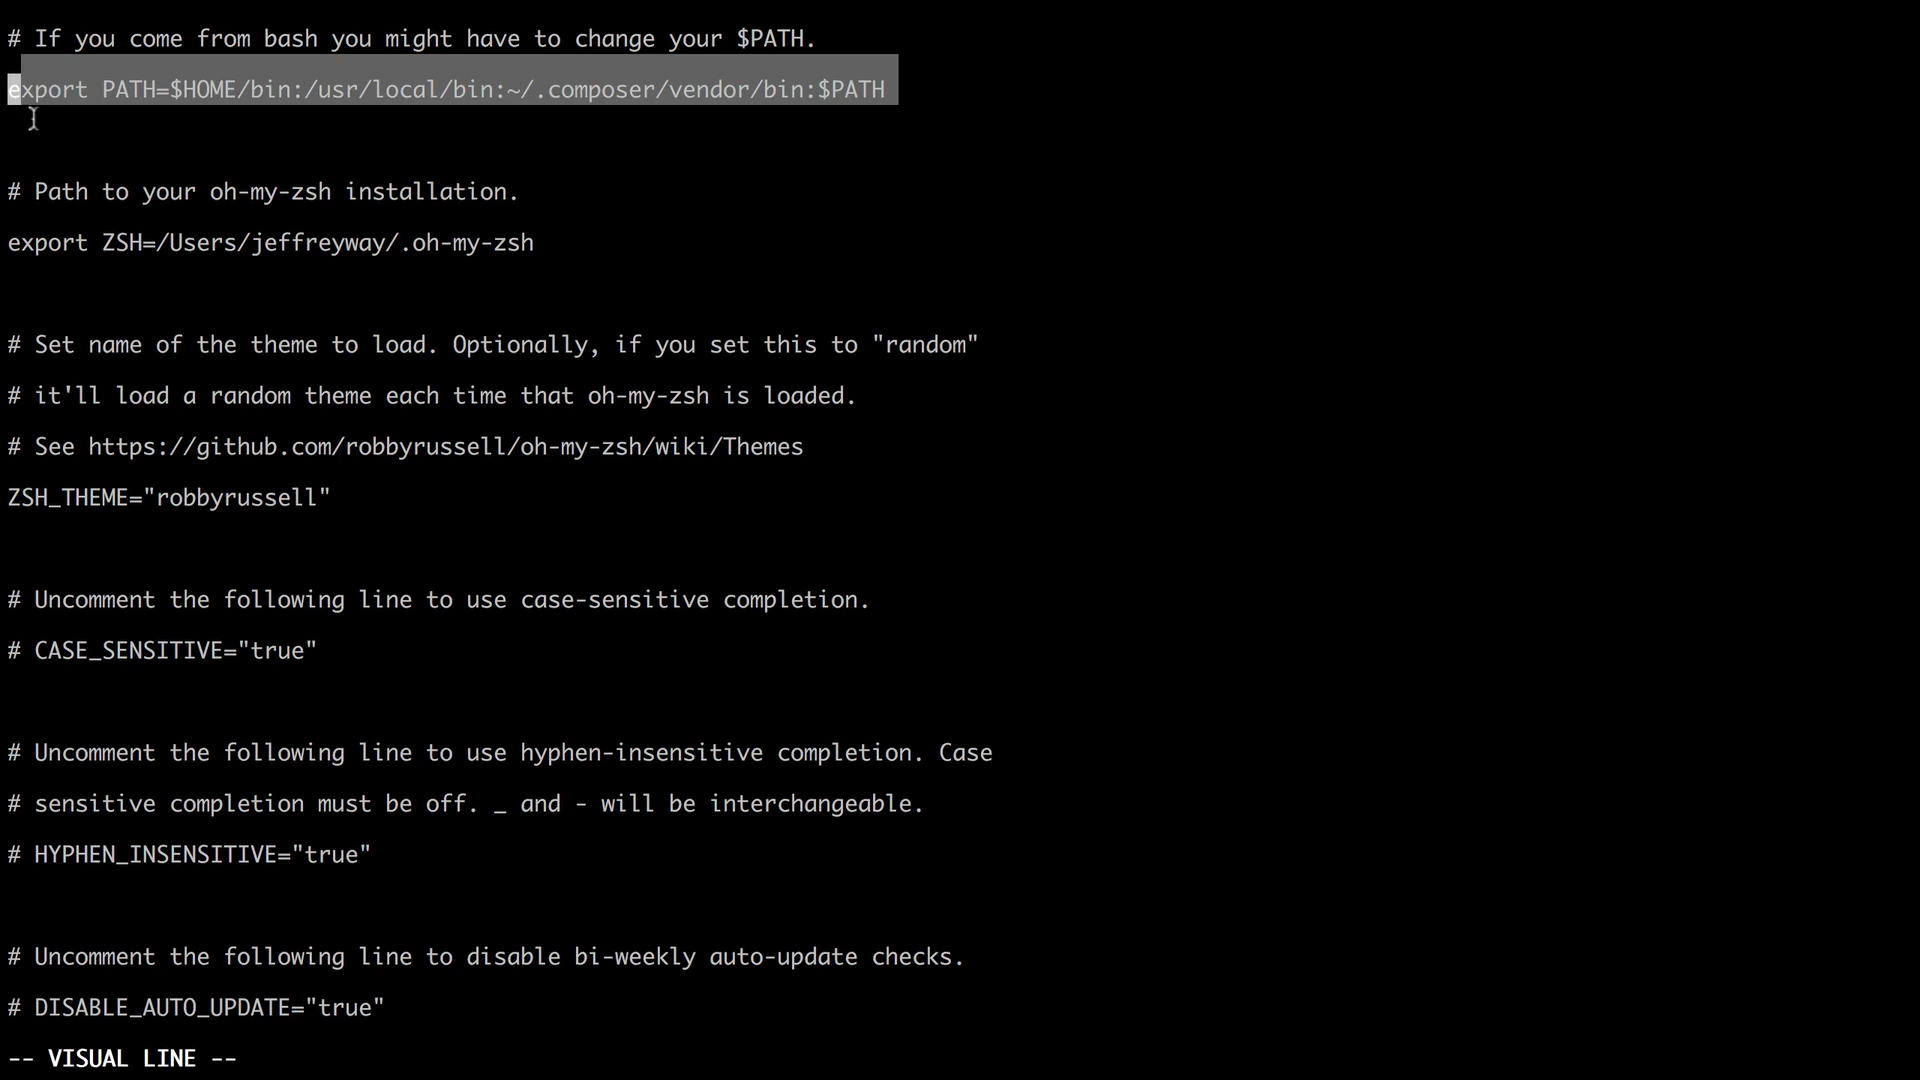 # If you come from bash you might have to change your $PATH.
export PATH=$HOME/bin:/usr/local/bin:~/.composer/vendor/bin:$PATH
# Path to your oh-my-zsh installation.
export ZSH=/Users/jeffreyway/.oh-my-zsh
# Set name of the theme to load. Optionally, if you set this to "random"
# it'll load a random theme each time that oh-my-zsh is loaded.
# See https://github.com/robbyrussell/oh-my-zsh/wiki/Themes
ZSH_THEME="robbyrussell"
# Uncomment the following line to use case-sensitive completion.
# CASE_SENSITIVE="true"
# Uncomment the following line to use hyphen-insensitive completion. Case
# sensitive completion must be off. _ and - will be interchangeable.
# HYPHEN_INSENSITIVE="true"
# Uncomment the following line to disable bi-weekly auto-update checks.
# DISABLE_AUTO_UPDATE="true"
-- VISUAL LINE --